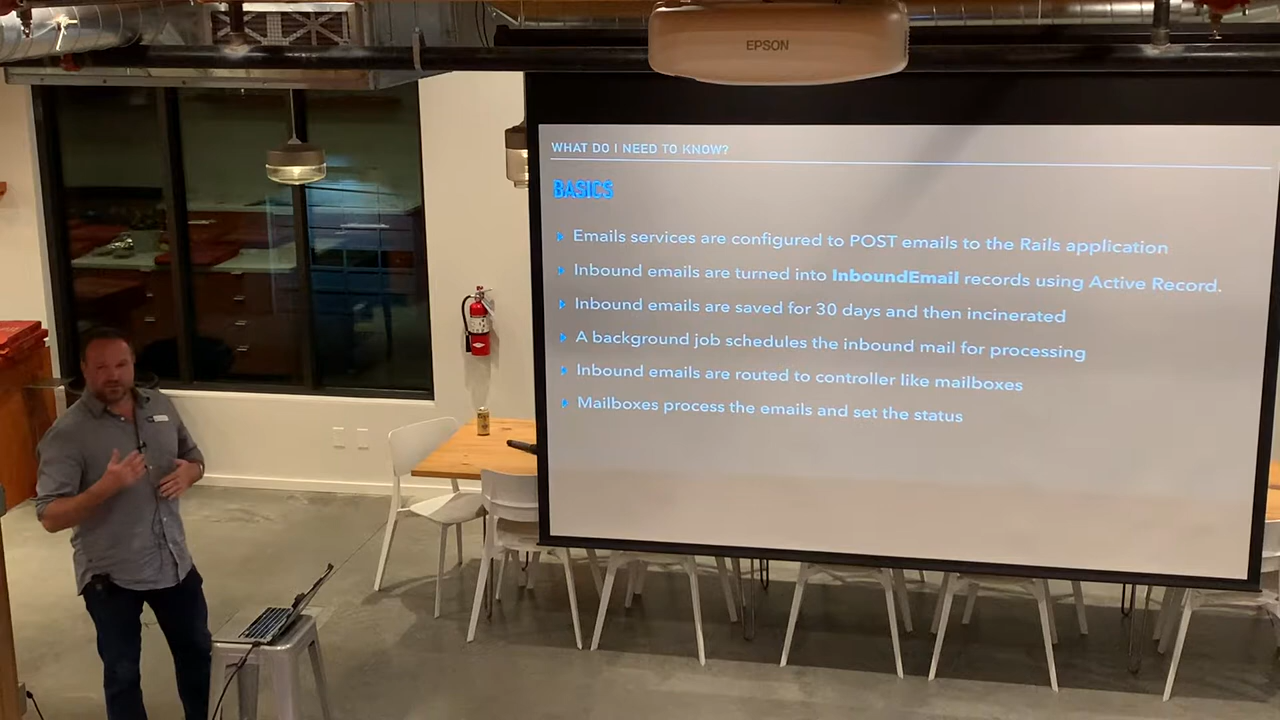 EPSON
WHAT DO I NEED TO KNOW?
BASICS
Emails services are configured to POST emails to the Rails application
Inbound emails are turned into InboundEmail records using Active Record.
Inbound emails are saved for 30 days and then incinerated
A background job schedules the inbound mail for processing
Inbound emails are routed to controller like mailboxes
Mailboxes process the emails and set the status